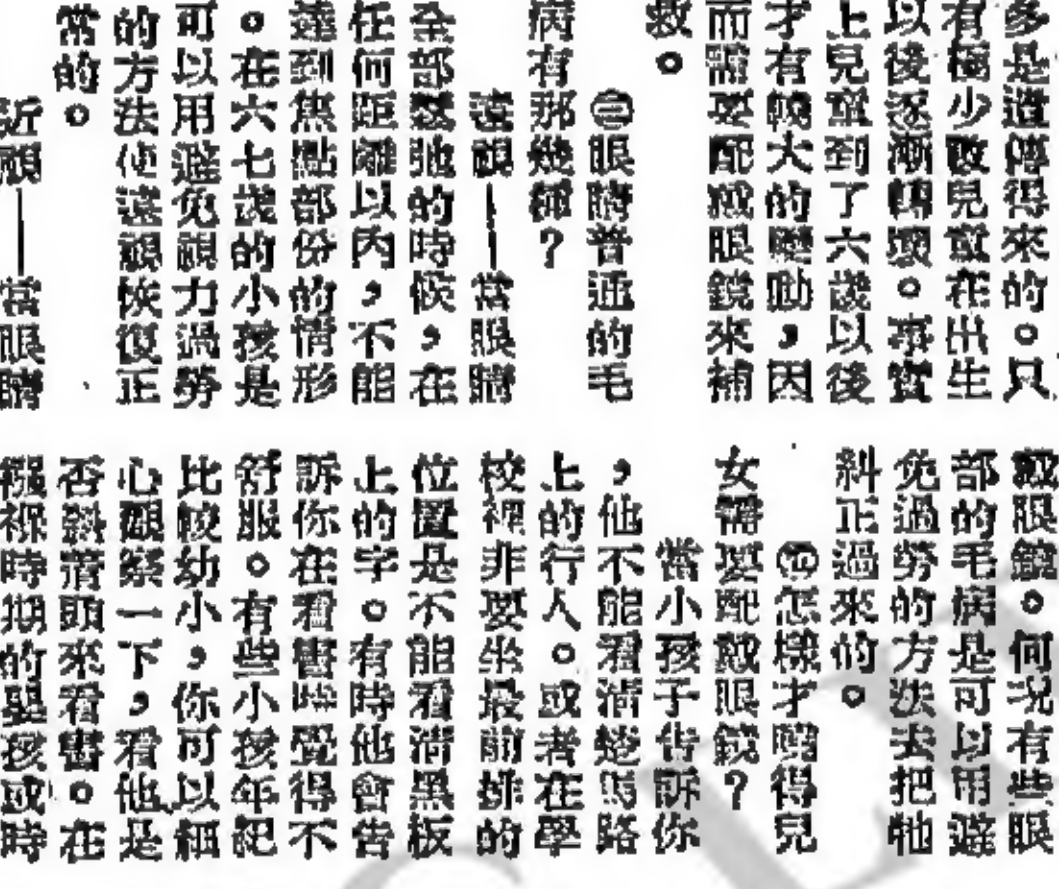 多是遺傳得來的。只
有極少數兒童在出生
以後逐漸轉壞。事實
上兒童到了六歲以後
才有較大的變動，因
而需要配戴眼鏡來補
救。
㊂眼睛普通的毛
病有那幾種？
遠視——當眼睛
全部鬆弛的時候，在
任何距離以內，不能
達到焦點部份的情形
。在六七歲的小孩是
可以用避免視力過勞
的方法使遠視恢復正
常的。
近視——當眼睛
戴眼鏡。何況有些眼
部的毛病是可以用避
免過勞的方法去把牠
糾正過來的。
㊃怎樣才曉得兒
女需要配戴眼鏡？
當小孩子告訴你
，他不能看清楚馬路
上的行人。或者在學
校裡非要坐最前排的
位置是不能看清黑板
上的字。有時他會告
訴你在看書時覺得不
舒服。有些小孩年紀
比較幼小，你可以細
心觀察一下，看他是
否斜着頭來看書。在
襁褓時期的嬰孩或時